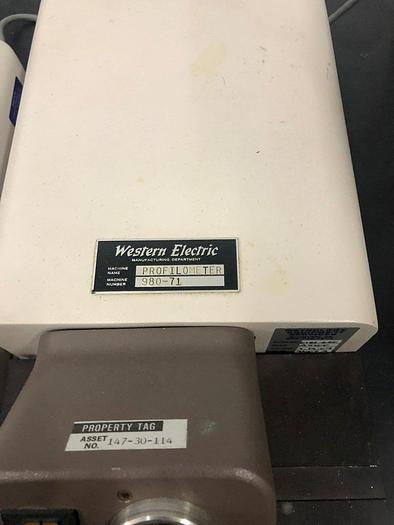 Western Electric
MANUFACTURING DEPARTMENT
MACHINE NAME PROFILOMETER
MACHINE NUMBER 980-71
PROPERTY TAG
ASSET NO. 147-30-114